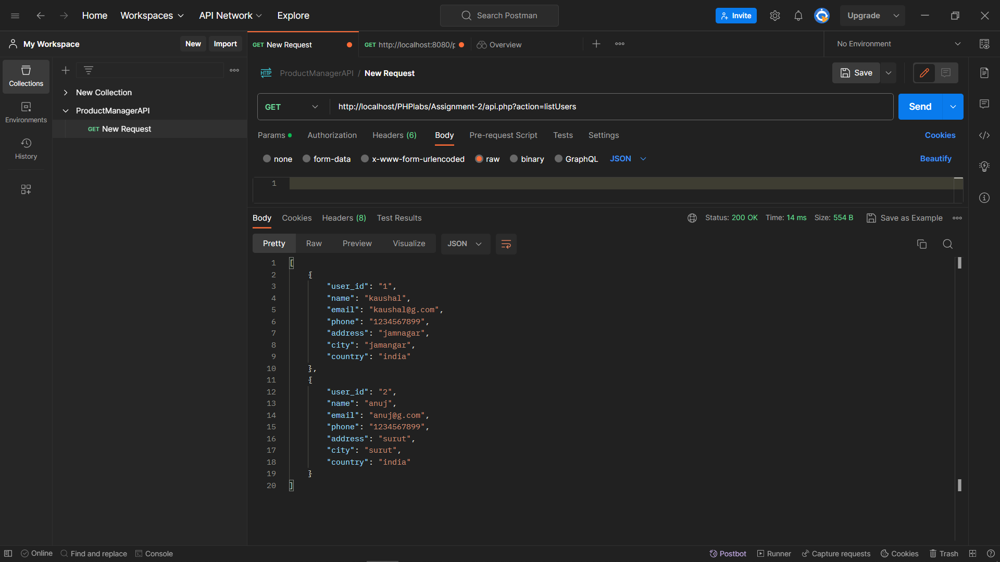 Home Workspaces API Network Explore Search Postman Invite Upgrade
My Workspace New Import GET New Request GET http://localhost:8080/p Overview No Environment
Collections
Environments
History
New Collection
ProductManagerAPI
GET New Request
HTTP ProductManagerAPI / New Request Save
GET http://localhost/PHPlabs/Assignment-2/api.php?action=listUsers Send
Params Authorization Headers (6) Body Pre-request Script Tests Settings Cookies
none form-data x-www-form-urlencoded raw binary GraphQL JSON Beautify
1
Body Cookies Headers (8) Test Results Status: 200 OK Time: 14 ms Size: 554 B Save as Example
Pretty Raw Preview Visualize JSON
1 [
2 {
3 "user_id": "1",
4 "name": "kaushal",
5 "email": "kaushal@g.com",
6 "phone": "1234567899",
7 "address": "jamnagar",
8 "city": "jamangar",
9 "country": "india"
10 },
11 {
12 "user_id": "2",
13 "name": "anuj",
14 "email": "anuj@g.com",
15 "phone": "1234567899",
16 "address": "surut",
17 "city": "surut",
18 "country": "india"
19 }
20 ]
Online Find and replace Console Postbot Runner Capture requests Cookies Trash